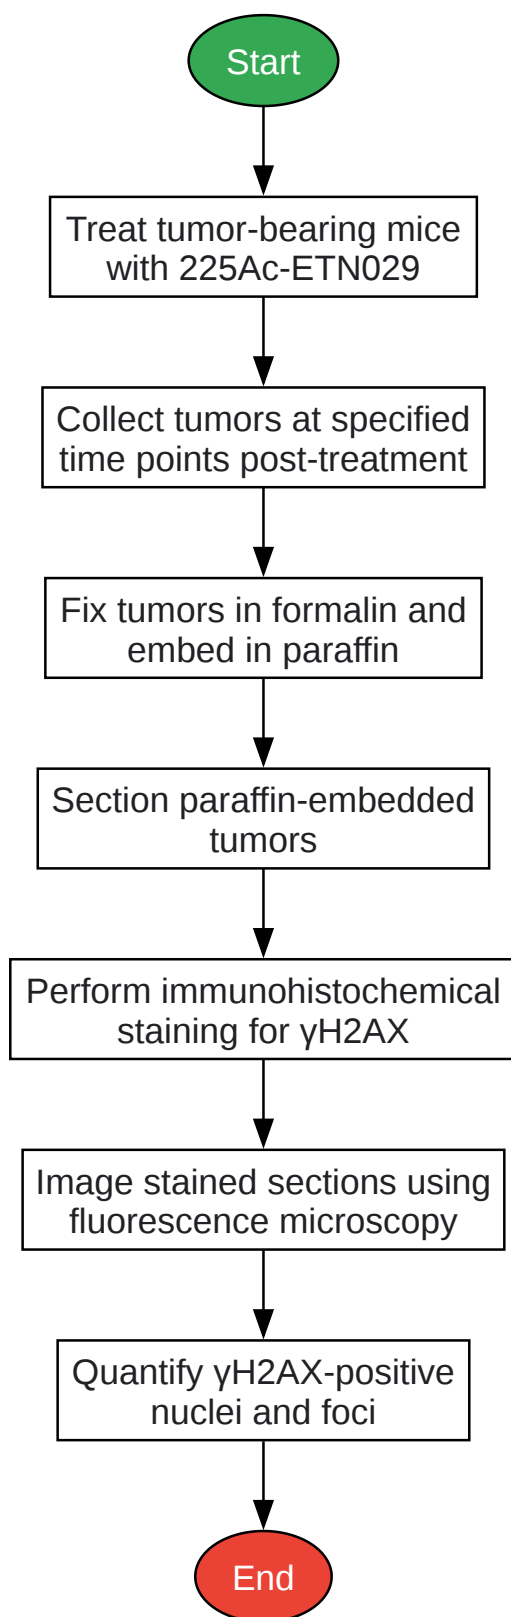 Start
Treat tumor-bearing mice
with 225Ac-ETN029
Collect tumors at specified
time points post-treatment
Fix tumors in formalin and
embed in paraffin
Section paraffin-embedded
tumors
Perform immunohistochemical
staining for γH2AX
Image stained sections using
fluorescence microscopy
Quantify γH2AX-positive
nuclei and foci
End